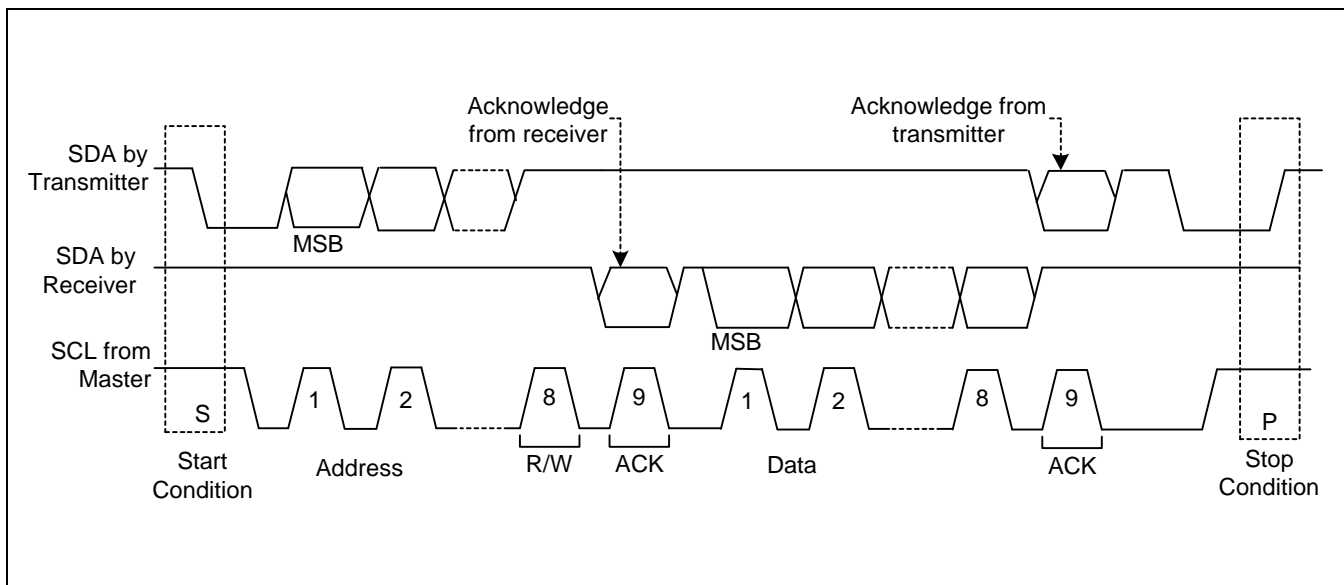 Acknowledge
from receiver
Acknowledge from
transmitter
SDA by
Transmitter
MSB
SDA by
Receiver
MSB
SCL from
Master
S
1
2
8
9
1
2
8
9
P
Start
Condition
Address
R/W
ACK
Data
ACK
Stop
Condition